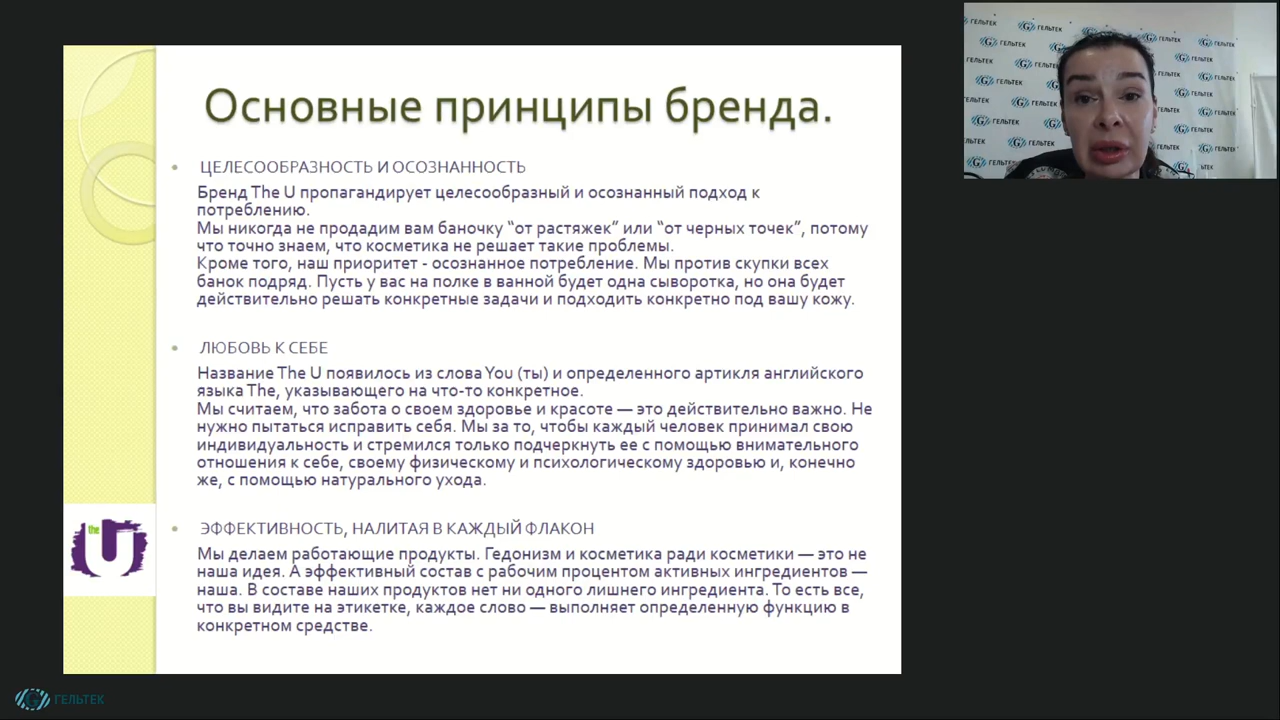 Основные принципы бренда.
ЦЕЛЕСООБРАЗНОСТЬ И ОСОЗНАННОСТЬ
Бренд The U пропагандирует целесообразный и осознанный подход к
потреблению.
Мы никогда не продадим вам баночку “от растяжек” или “от черных точек”, потому
что точно знаем, что косметика не решает такие проблемы.
Кроме того, наш приоритет - осознанное потребление. Мы против скупки всех
банок подряд. Пусть у вас на полке в ванной будет одна сыворотка, но она будет
действительно решать конкретные задачи и подходить конкретно под вашу кожу.
ЛЮБОВЬ К СЕБЕ
Название The U появилось из слова You (ты) и определенного артикля английского
языка The, указывающего на что-то конкретное.
Мы считаем, что забота о своем здоровье и красоте — это действительно важно. Не
нужно пытаться исправить себя. Мы за то, чтобы каждый человек принимал свою
индивидуальность и стремился только подчеркнуть ее с помощью внимательного
отношения к себе, своему физическому и психологическому здоровью и, конечно
же, с помощью натурального ухода.
ЭФФЕКТИВНОСТЬ, НАЛИТАЯ В КАЖДЫЙ ФЛАКОН
Мы делаем работающие продукты. Гедонизм и косметика ради косметики — это не
наша идея. А эффективный состав с рабочим процентом активных ингредиентов —
наша. В составе наших продуктов нет ни одного лишнего ингредиента. То есть все,
что вы видите на этикетке, каждое слово — выполняет определенную функцию в
конкретном средстве.
the U
ГЕЛЬТЕК
G ГЕЛЬТЕК